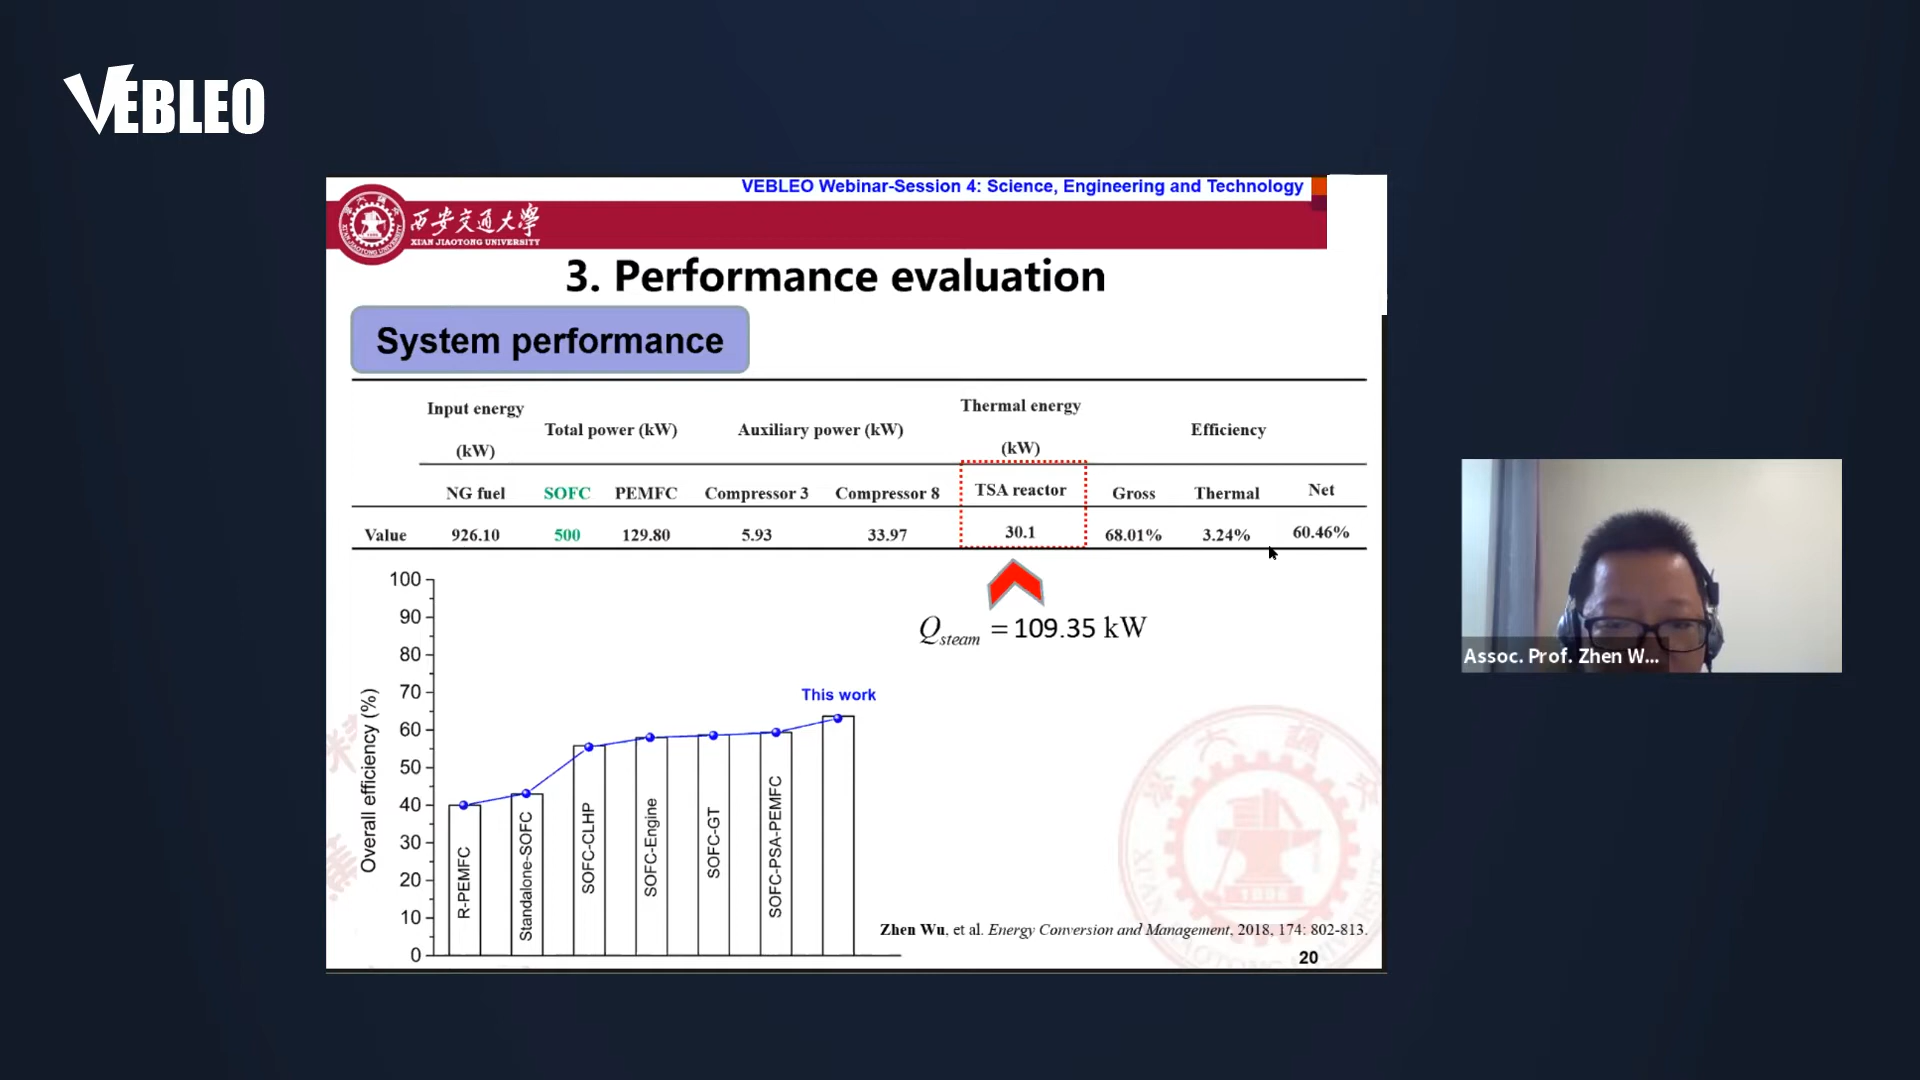 VEBLEO
VEBLEO Webinar-Session 4: Science, Engineering and Technology
西安交通大學
XI'AN JIAOTONG UNIVERSITY
3. Performance evaluation
System performance
Input energy (kW) Total power (kW) Auxiliary power (kW) Thermal energy (kW) Efficiency
NG fuel SOFC PEMFC Compressor 3 Compressor 8 TSA reactor Gross Thermal Net
Value 926.10 500 129.80 5.93 33.97 30.1 68.01% 3.24% 60.46%
Q steam = 109.35 kW
Overall efficiency (%)
100
90
80
70
60
50
40
30
20
10
0
R-PEMFC
Standalone-SOFC
SOFC-CLHP
SOFC-Engine
SOFC-GT
SOFC-PSA-PEMFC
This work
Zhen Wu, et al. Energy Conversion and Management, 2018, 174: 802-813.
20
Assoc. Prof. Zhen W...